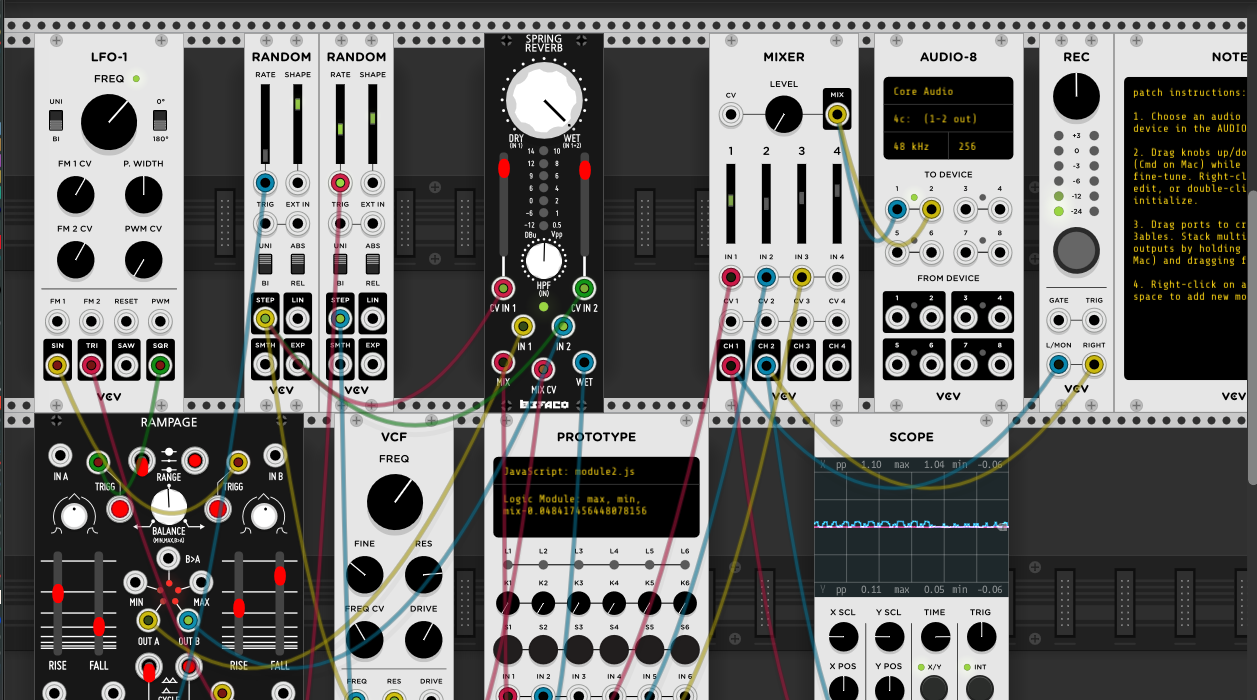 LFO-1
FREQ
UNI
BI
0°
180°
FM 1 CV
P. WIDTH
FM 2 CV
PWM CV
FM 1
FM 2
RESET
PWM
SIN
TRI
SAW
SQR
VCV
RANDOM
RATE
SHAPE
TRIG
EXT IN
UNI
ABS
BI
REL
STEP
LIN
SMTH
EXP
VCV
RANDOM
RATE
SHAPE
TRIG
EXT IN
UNI
ABS
BI
REL
STEP
LIN
SMTH
EXP
VCV
SPRING
REVERB
DRY
(IN 1)
WET
(IN 1+2)
14
10
12
9
9
8
6
6
3
4
0
2
-6
1
-12
0.5
DBu
Vpp
HPF
(IN)
CV IN 1
CV IN 2
IN 1
IN 2
MIX
MIX CV
WET
BEFACO
MIXER
LEVEL
CV
MIX
1
2
3
4
IN 1
IN 2
IN 3
IN 4
CV 1
CV 2
CV 3
CV 4
CH 1
CH 2
CH 3
CH 4
VCV
AUDIO-8
Core Audio
4c: (1-2 out)
48 kHz
256
TO DEVICE
1
2
3
4
5
6
7
8
FROM DEVICE
1
2
3
4
5
6
7
8
VCV
REC
+3
0
-3
-6
-12
-24
GATE
TRIG
L/MON
RIGHT
VCV
NOTE
patch instructions:
1. Choose an audio
device in the AUDIO
2. Drag knobs up/do
(Cmd on Mac) while
fine-tune. Right-cl
edit, or double-cli
initialize.
3. Drag ports to cr
3ables. Stack multi
outputs by holding
Mac) and dragging f
4. Right-click on a
space to add new mo
VCV
RAMPAGE
IN A
TRIGG
RANGE
TRIGG
IN B
BALANCE
(MIN,MAX,B>A)
B>A
MIN
MAX
OUT A
OUT B
RISE
FALL
RISE
FALL
CYCLE
VCF
FREQ
FINE
RES
FREQ CV
DRIVE
FREQ
RES
DRIVE
PROTOTYPE
JavaScript: module2.js
Logic Module: max, min,
mix-0.048417456448078156
L1
L2
L3
L4
L5
L6
K1
K2
K3
K4
K5
K6
S1
S2
S3
S4
S5
S6
IN 1
IN 2
IN 3
IN 4
IN 5
IN 6
SCOPE
X pp 1.10 max 1.04 min -0.06
Y pp 0.11 max 0.05 min -0.06
X SCL
Y SCL
TIME
TRIG
X POS
Y POS
X/Y
INT